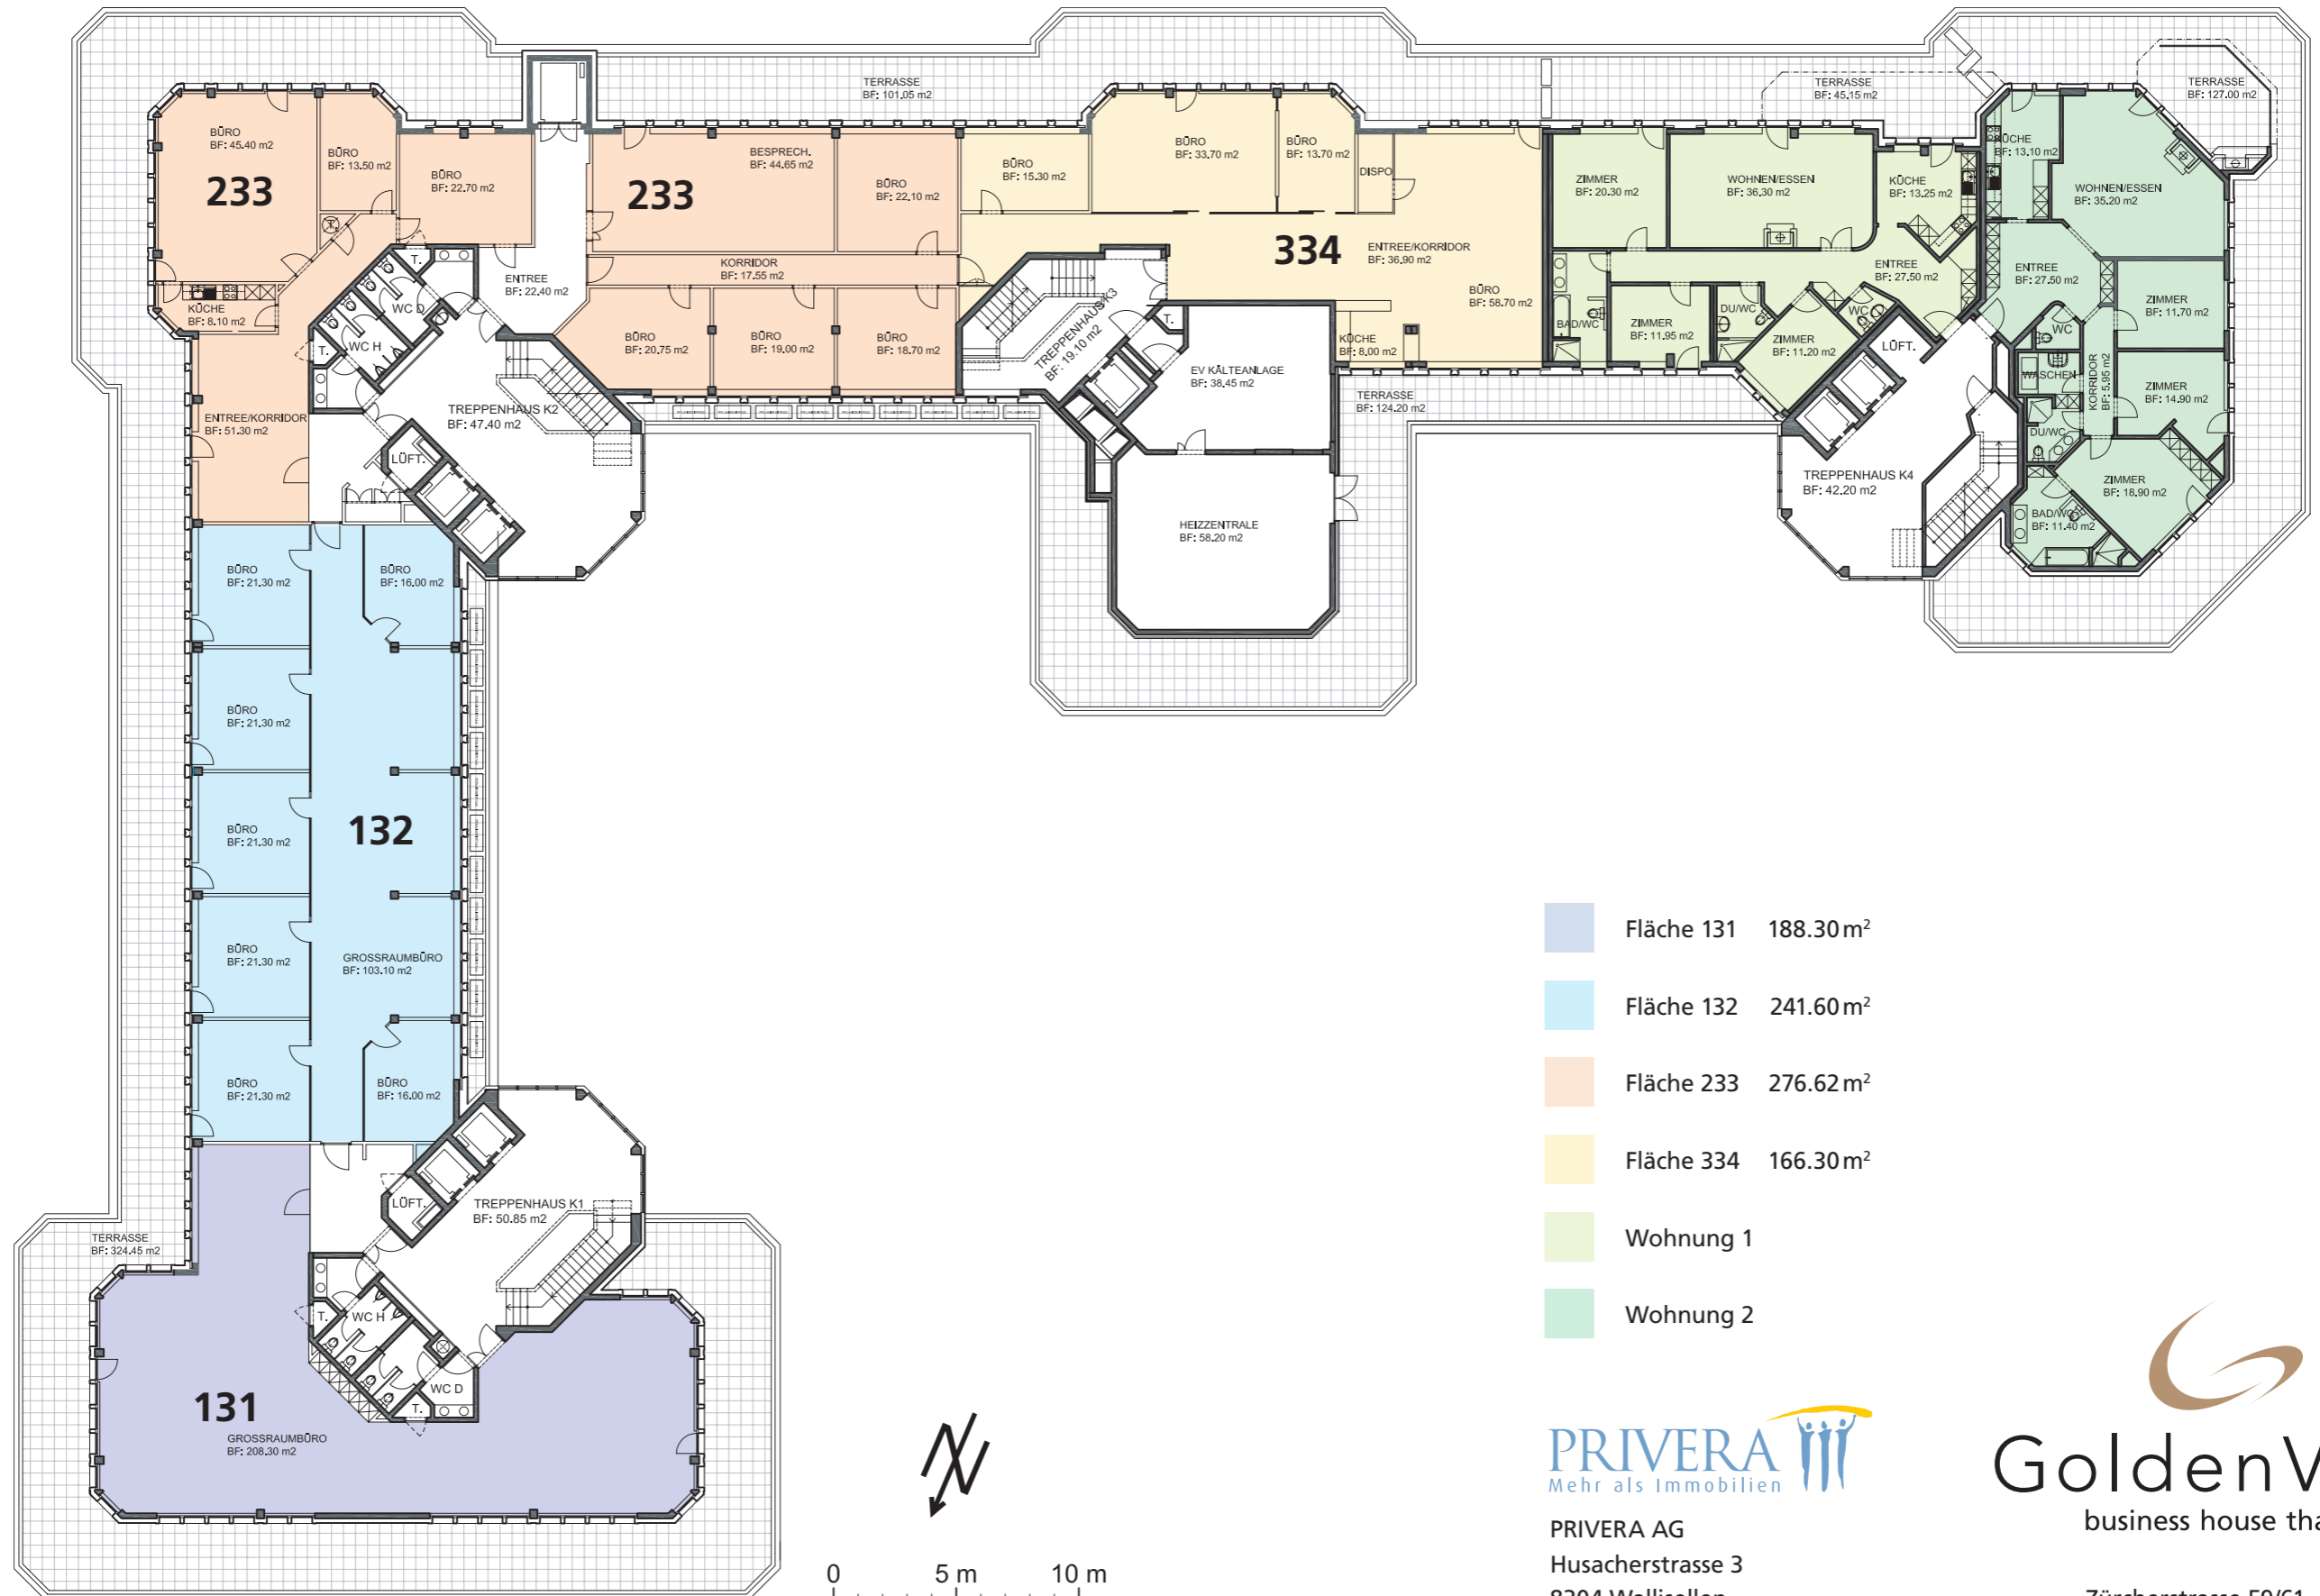 TERRASSE
BF: 101.05 m2
TERRASSE
BF: 45.15 m2
TERRASSE
BF: 127.00 m2
BÜRO
BF: 45.40 m2
233
BÜRO
BF: 13.50 m2
BÜRO
BF: 22.70 m2
T.
T.
ENTREE
BF: 22.40 m2
BESPRECH.
BF: 44.65 m2
233
BÜRO
BF: 22.10 m2
KORRIDOR
BF: 17.55 m2
BÜRO
BF: 20.75 m2
BÜRO
BF: 19.00 m2
BÜRO
BF: 18.70 m2
KÜCHE
BF: 8.10 m2
WC D
WC H
T.
ENTREE/KORRIDOR
BF: 51.30 m2
TREPPENHAUS K2
BF: 47.40 m2
LÜFT.
BÜRO
BF: 15.30 m2
BÜRO
BF: 33.70 m2
BÜRO
BF: 13.70 m2
DISPO
334
ENTREE/KORRIDOR
BF: 36.90 m2
BÜRO
BF: 58.70 m2
KÜCHE
BF: 8.00 m2
TREPPENHAUS K3
BF: 19.10 m2
T.
EV KÄLTEANLAGE
BF: 38.45 m2
HEIZZENTRALE
BF: 58.20 m2
TERRASSE
BF: 124.20 m2
ZIMMER
BF: 20.30 m2
WOHNEN/ESSEN
BF: 36.30 m2
KÜCHE
BF: 13.25 m2
ENTREE
BF: 27.50 m2
BAD/WC
ZIMMER
BF: 11.95 m2
DU/WC
ZIMMER
BF: 11.20 m2
WC
LÜFT.
TREPPENHAUS K4
BF: 42.20 m2
KÜCHE
BF: 13.10 m2
WOHNEN/ESSEN
BF: 35.20 m2
ENTREE
BF: 27.50 m2
ZIMMER
BF: 11.70 m2
WC
WASCHEN
KORRIDOR
BF: 5.95 m2
ZIMMER
BF: 14.90 m2
DU/WC
ZIMMER
BF: 18.90 m2
BAD/WC
BF: 11.40 m2
BÜRO
BF: 21.30 m2
BÜRO
BF: 16.00 m2
BÜRO
BF: 21.30 m2
BÜRO
BF: 21.30 m2
132
BÜRO
BF: 21.30 m2
GROSSRAUMBÜRO
BF: 103.10 m2
BÜRO
BF: 21.30 m2
BÜRO
BF: 16.00 m2
LÜFT.
TREPPENHAUS K1
BF: 50.85 m2
TERRASSE
BF: 324.45 m2
T.
WC H
WC D
T.
131
GROSSRAUMBÜRO
BF: 208.30 m2
Fläche 131 188.30 m²
Fläche 132 241.60 m²
Fläche 233 276.62 m²
Fläche 334 166.30 m²
Wohnung 1
Wohnung 2
N
0 5 m 10 m
PRIVERA
Mehr als Immobilien
PRIVERA AG
Husacherstrasse 3
8304 Wallisellen
GoldenV
business house tha
Zürcherstrasse 59/61